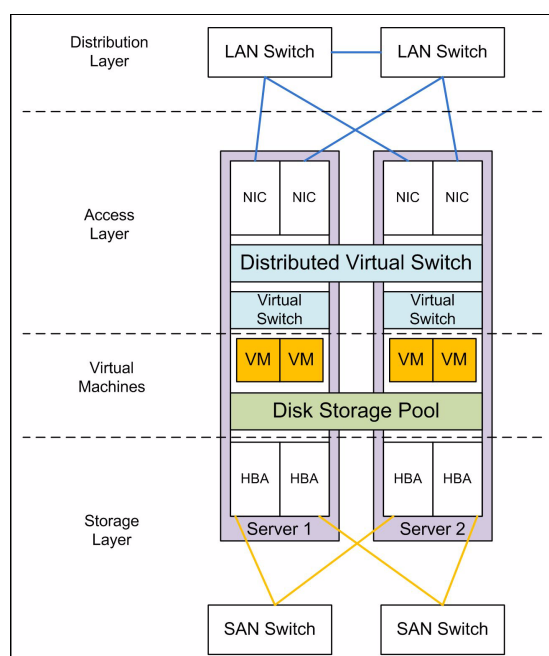 Distribution
Layer
LAN Switch
LAN Switch
Access
Layer
NIC
NIC
NIC
NIC
Distributed Virtual Switch
Virtual
Switch
Virtual
Switch
Virtual
Machines
VM
VM
VM
VM
Disk Storage Pool
Storage
Layer
HBA
HBA
HBA
HBA
Server 1
Server 2
SAN Switch
SAN Switch